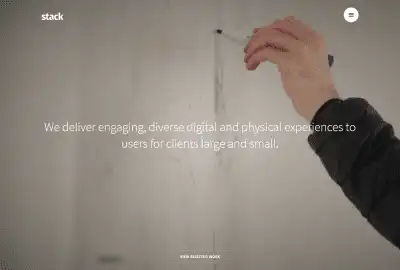 stack
We deliver engaging, diverse digital and physical experiences to
users for clients large and small.
VIEW SELECTED WORK